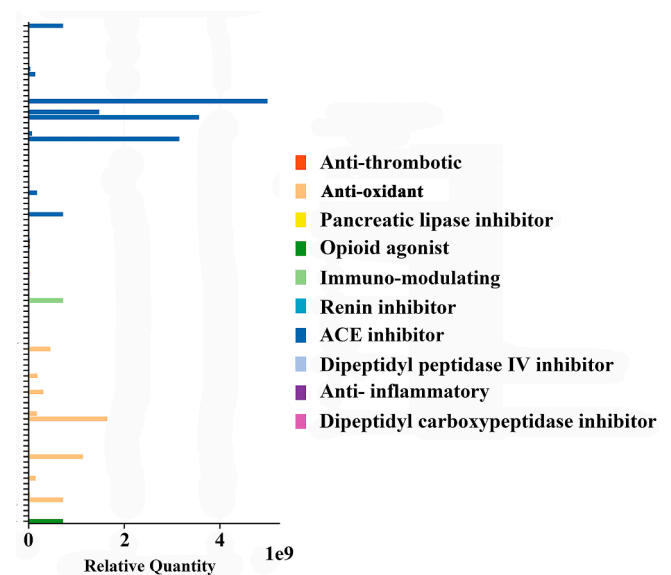 Anti-thrombotic
Anti-oxidant
Pancreatic lipase inhibitor
Opioid agonist
Immuno-modulating
Renin inhibitor
ACE inhibitor
Dipeptidyl peptidase IV inhibitor
Anti- inflammatory
Dipeptidyl carboxypeptidase inhibitor
0 2 4
1e9
Relative Quantity